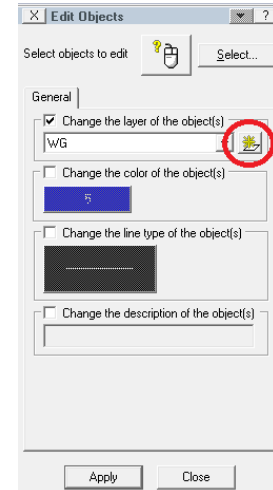 X Edit Objects ?
Select objects to edit
?
Select...
General
Change the layer of the object(s)
WG
Change the color of the object(s)
5
Change the line type of the object(s)
Change the description of the object(s)
Apply Close